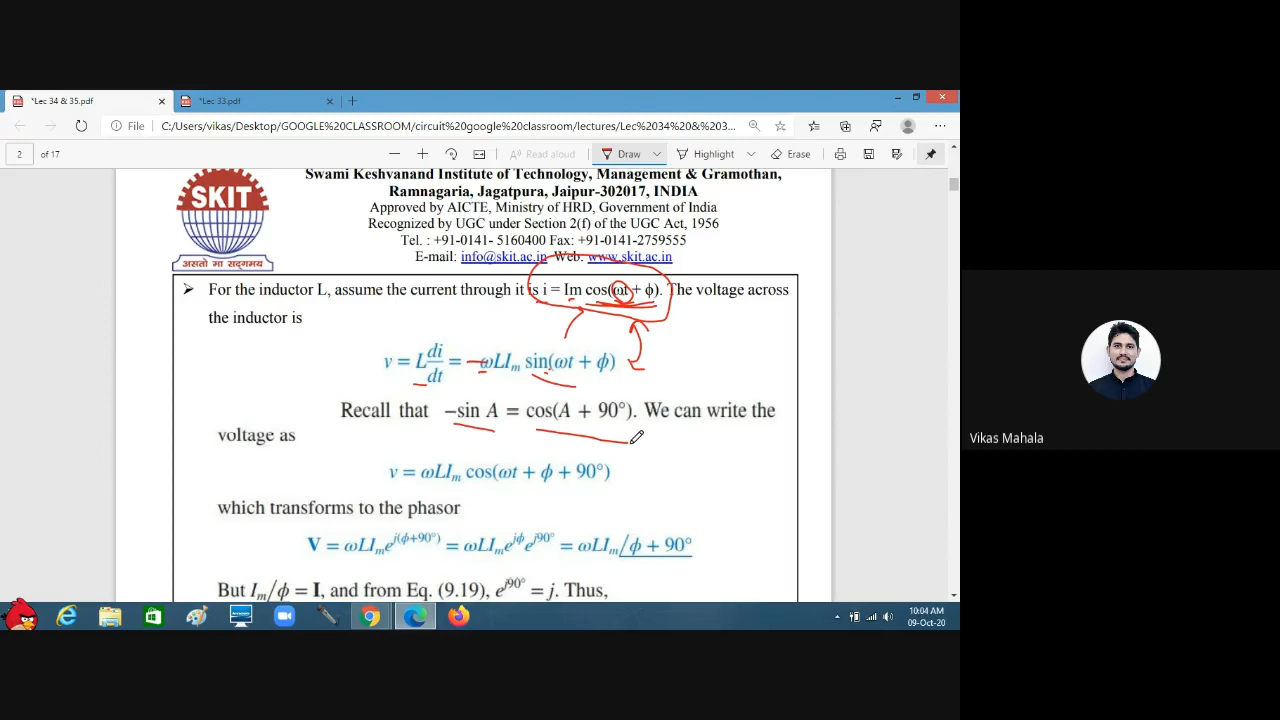 *Lec 34 & 35.pdf
*Lec 33.pdf
File
C:/Users/vikas/Desktop/GOOGLE%20CLASSROOM/circuit%20google%20classroom/lectures/Lec%2034%20&%203...
2 of 17
Read aloud
Draw
Highlight
Erase
SKIT
असतो मा सद्गमय
Swami Keshvanand Institute of Technology, Management & Gramothan,
Ramnagaria, Jagatpura, Jaipur-302017, INDIA
Approved by AICTE, Ministry of HRD, Government of India
Recognized by UGC under Section 2(f) of the UGC Act, 1956
Tel. : +91-0141- 5160400 Fax: +91-0141-2759555
E-mail: info@skit.ac.in Web: www.skit.ac.in
➢ For the inductor L, assume the current through it is i = Im cos(ωt + ϕ). The voltage across
the inductor is
v = L di/dt = −ωLIm sin(ωt + ϕ)
Recall that −sin A = cos(A + 90°). We can write the
voltage as
v = ωLIm cos(ωt + ϕ + 90°)
which transforms to the phasor
V = ωLIm e^j(ϕ+90°) = ωLIm e^jϕ e^j90° = ωLIm/ϕ + 90°
But Im/ϕ = I, and from Eq. (9.19), e^j90° = j. Thus,
Vikas Mahala
10:04 AM
09-Oct-20